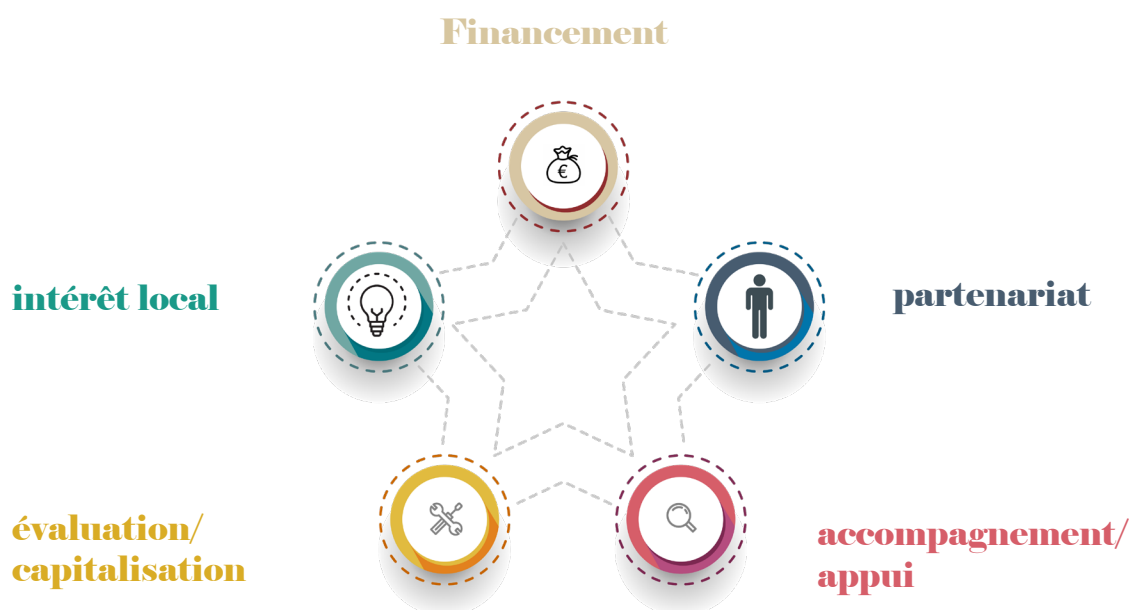 Financement
€
intérêt local
partenariat
évaluation/
capitalisation
accompagnement/
appui